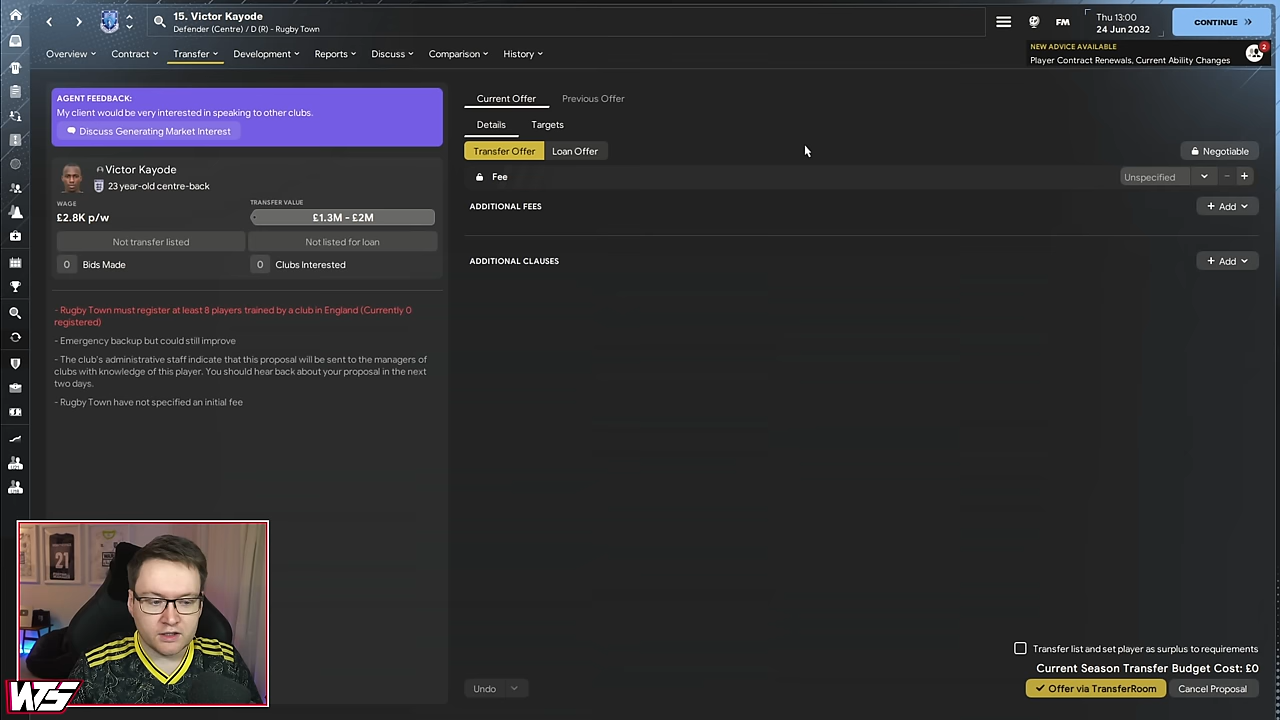 15. Victor Kayode
Defender (Centre) / D (R) - Rugby Town
FM
Thu 13:00
24 Jun 2032
CONTINUE
Overview
Contract
Transfer
Development
Reports
Discuss
Comparison
History
NEW ADVICE AVAILABLE
Player Contract Renewals, Current Ability Changes
2
AGENT FEEDBACK:
My client would be very interested in speaking to other clubs.
Discuss Generating Market Interest
Victor Kayode
23 year-old centre-back
WAGE
£2.8K p/w
TRANSFER VALUE
£1.3M - £2M
Not transfer listed
Not listed for loan
0 Bids Made
0 Clubs Interested
- Rugby Town must register at least 8 players trained by a club in England (Currently 0
registered)
- Emergency backup but could still improve
- The club's administrative staff indicate that this proposal will be sent to the managers of
clubs with knowledge of this player. You should hear back about your proposal in the next
two days.
- Rugby Town have not specified an initial fee
Current Offer
Previous Offer
Details
Targets
Transfer Offer
Loan Offer
Negotiable
Fee
Unspecified
ADDITIONAL FEES
+ Add
ADDITIONAL CLAUSES
+ Add
21
WTS
Undo
Transfer list and set player as surplus to requirements
Current Season Transfer Budget Cost: £0
Offer via TransferRoom
Cancel Proposal